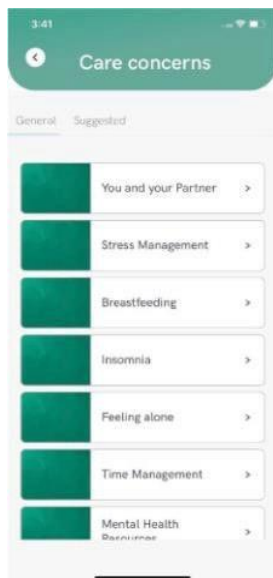 3:41
Care concerns
General Suggested
You and your Partner
Stress Management
Breastfeeding
Insomnia
Feeling alone
Time Management
Mental Health
Resources